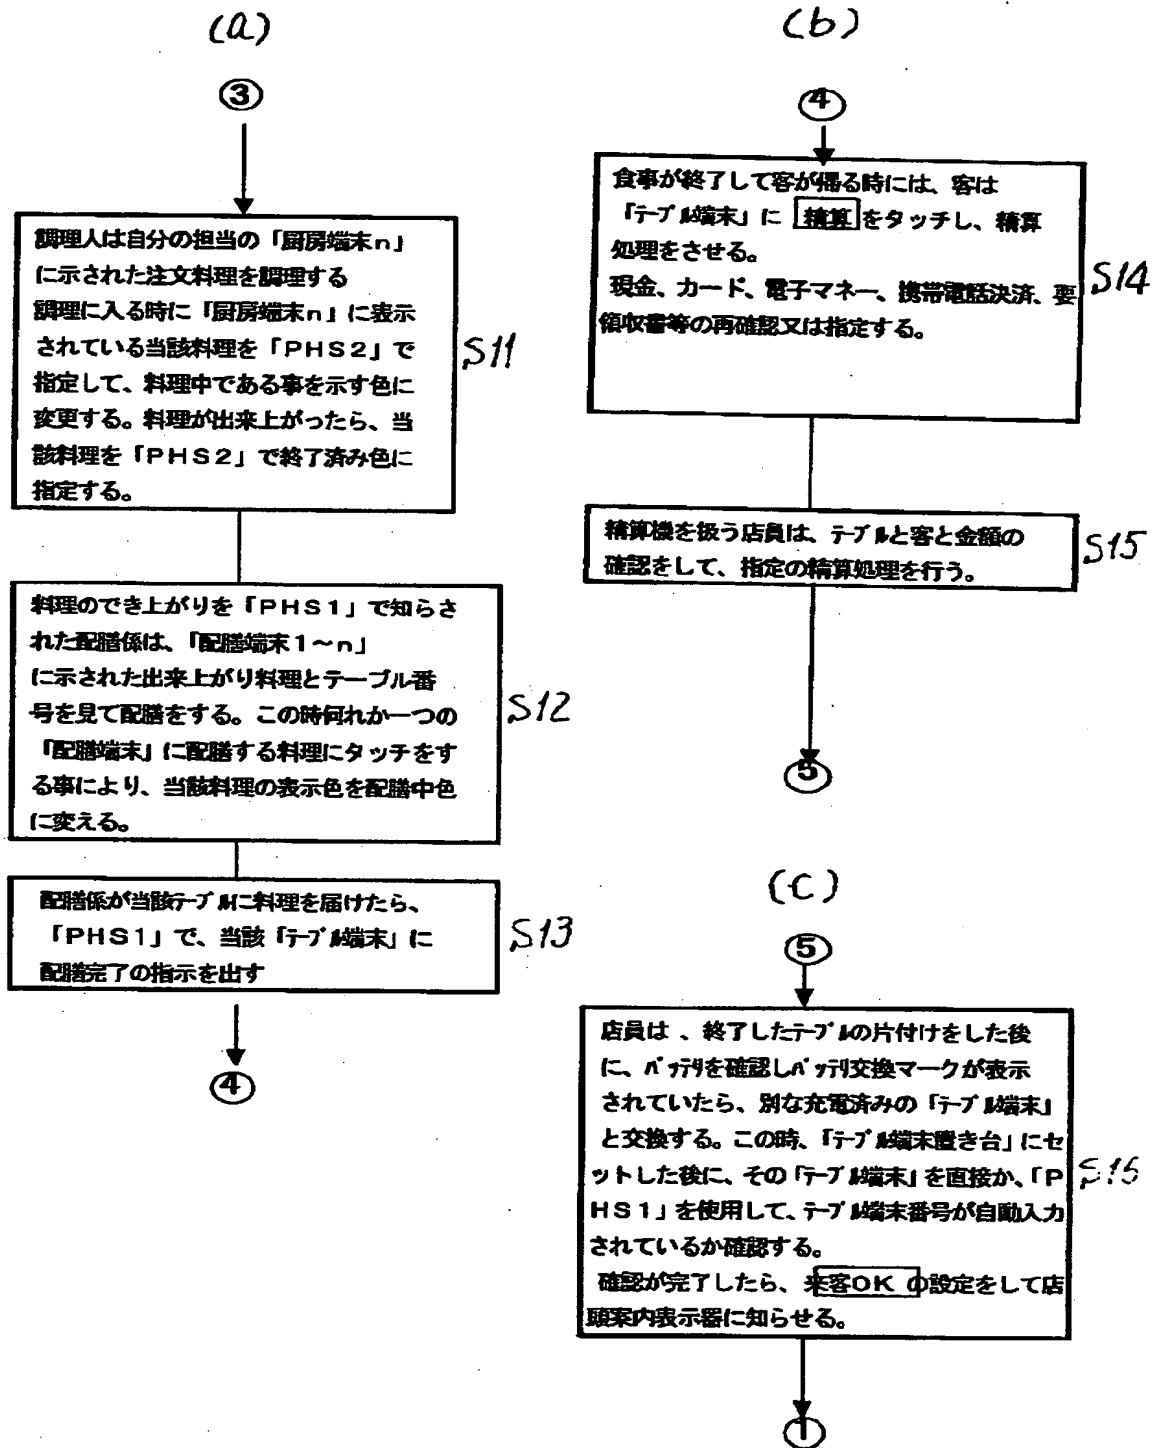 (a)
③
調理人は自分の担当の「厨房端末n」
に示された注文料理を調理する
調理に入る時に「厨房端末n」に表示
されている当該料理を「PHS2」で
指定して、料理中である事を示す色に
変更する。料理が出来上がったら、当
該料理を「PHS2」で終了済み色に
指定する。
S11
料理のでき上がりを「PHS1」で知らさ
れた配膳係は、「配膳端末1~n」
に示された出来上がり料理とテーブル番
号を見て配膳をする。この時何れか一つの
「配膳端末」に配膳する料理にタッチをす
る事により、当該料理の表示色を配膳中色
に変える。
S12
配膳係が当該テーブルに料理を届けたら、
「PHS1」で、当該「テーブル端末」に
配膳完了の指示を出す
S13
④
(b)
④
食事が終了して客が帰る時には、客は
「テーブル端末」に 精算 をタッチし、精算
処理をさせる。
現金、カード、電子マネー、携帯電話決済、要
領収書等の再確認又は指定する。
S14
精算機を扱う店員は、テーブルと客と金額の
確認をして、指定の精算処理を行う。
S15
⑤
(c)
⑤
店員は 、終了したテーブルの片付けをした後
に、バッテリを確認しバッテリ交換マークが表示
されていたら、別な充電済みの「テーブル端末」
と交換する。この時、「テーブル端末置き台」にセ
ットした後に、その「テーブル端末」を直接か、「P
HS1」を使用して、テーブル端末番号が自動入力
されているか確認する。
確認が完了したら、来客OK の設定をして店
頭案内表示器に知らせる。
S16
①